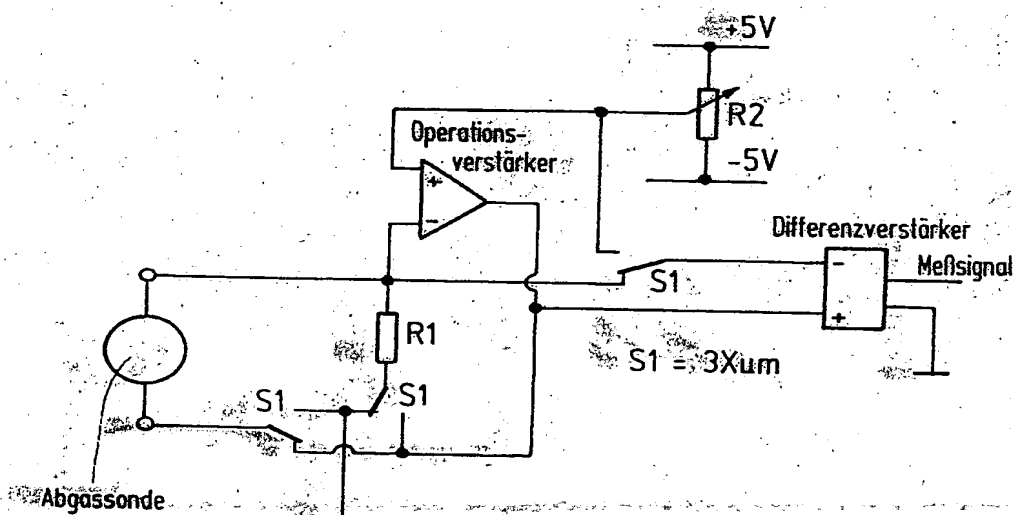 +5V
R2
-5V
Operations-
verstärker
Differenzverstärker
Meßsignal
+
-
S1
-
+
R1
S1 = 3Xum
S1
S1
Abgassonde